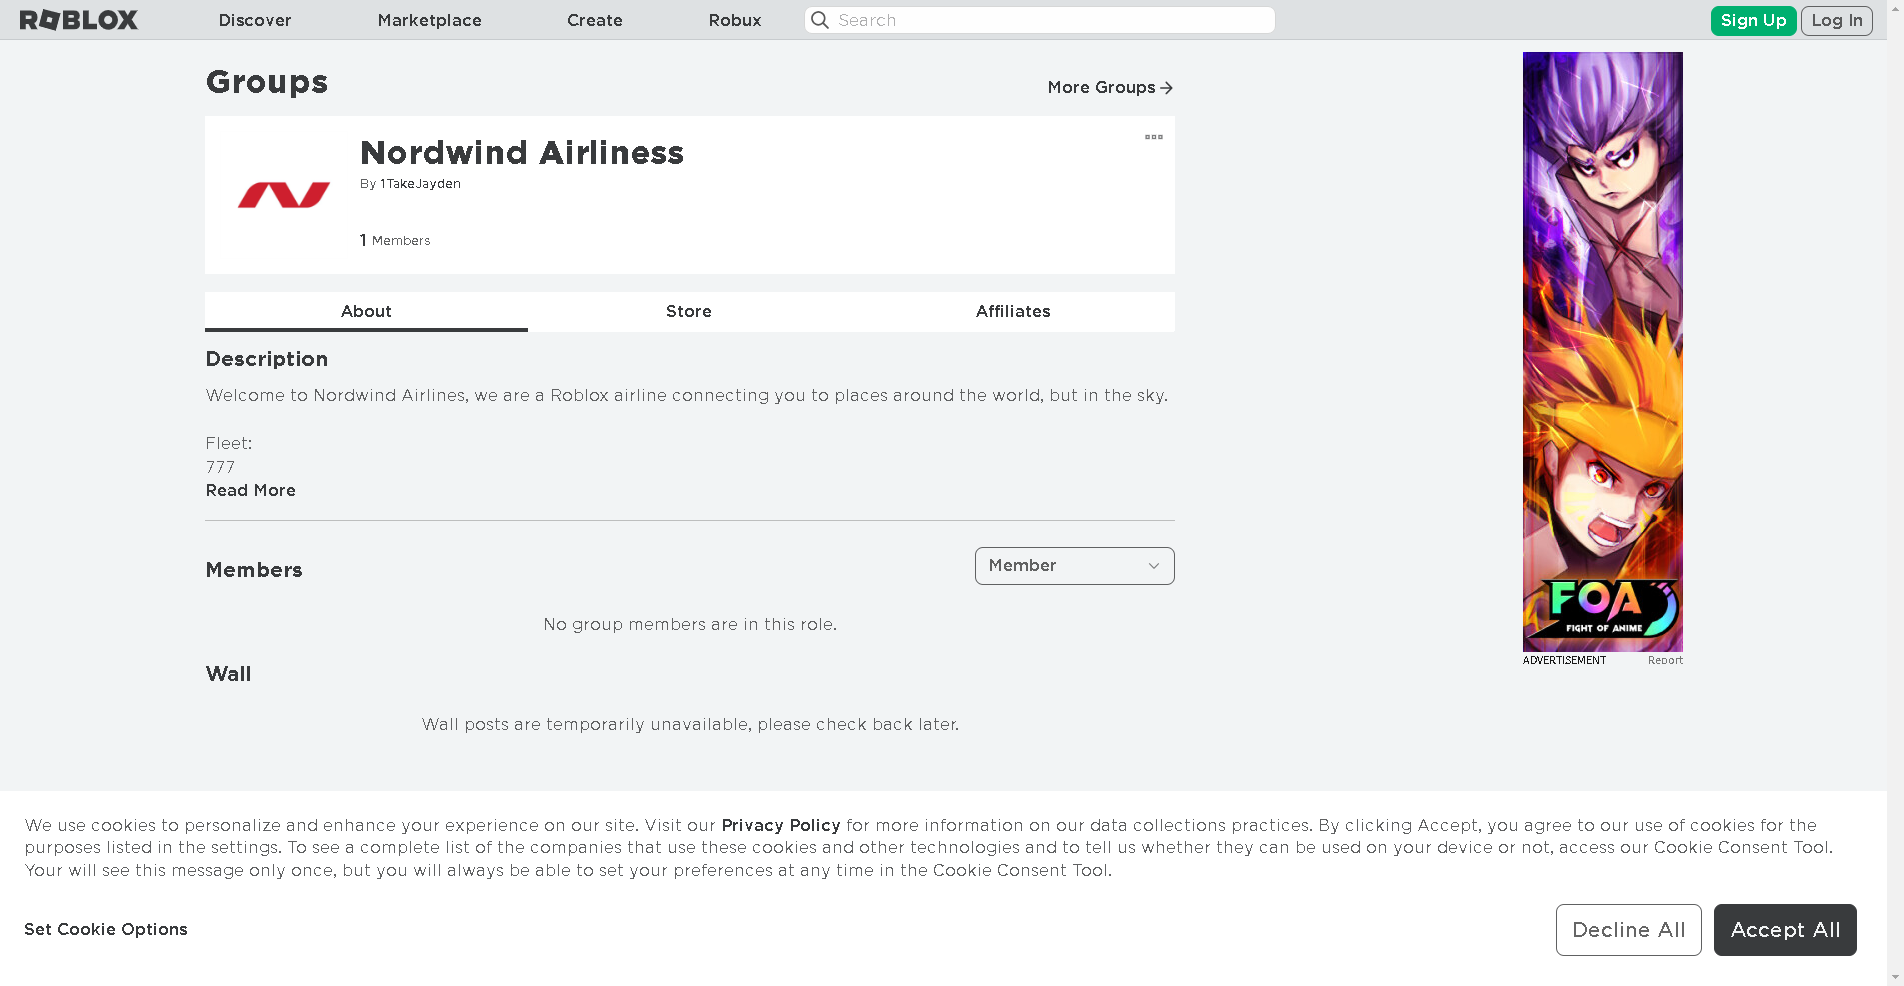 ROBLOX Discover Marketplace Create Robux Search Sign Up Log In
Groups
More Groups
Nordwind Airliness
By 1TakeJayden
1 Members
About Store Affiliates
Description
Welcome to Nordwind Airlines, we are a Roblox airline connecting you to places around the world, but in the sky.
Fleet:
777
Read More
Members
Member
No group members are in this role.
Wall
Wall posts are temporarily unavailable, please check back later.
FOA
FIGHT OF ANIME
ADVERTISEMENT Report
We use cookies to personalize and enhance your experience on our site. Visit our Privacy Policy for more information on our data collections practices. By clicking Accept, you agree to our use of cookies for the
purposes listed in the settings. To see a complete list of the companies that use these cookies and other technologies and to tell us whether they can be used on your device or not, access our Cookie Consent Tool.
Your will see this message only once, but you will always be able to set your preferences at any time in the Cookie Consent Tool.
Set Cookie Options
Decline All
Accept All